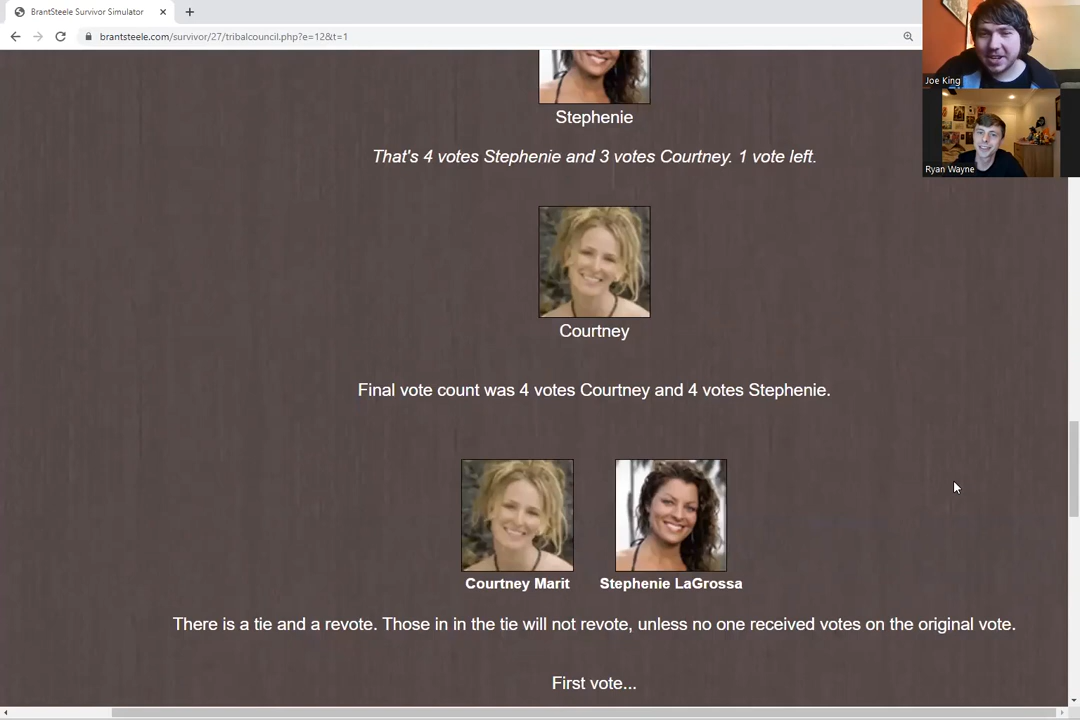 BrantSteele Survivor Simulator
brantsteele.com/survivor/27/tribalcouncil.php?e=12&t=1
Joe King
Ryan Wayne
Stephenie
That's 4 votes Stephenie and 3 votes Courtney. 1 vote left.
Courtney
Final vote count was 4 votes Courtney and 4 votes Stephenie.
Courtney Marit
Stephenie LaGrossa
There is a tie and a revote. Those in in the tie will not revote, unless no one received votes on the original vote.
First vote...